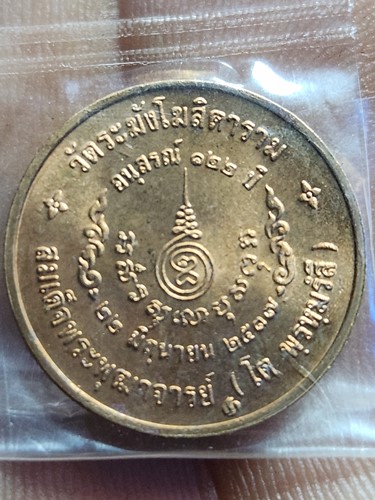 วัดระฆังโฆสิตาราม
อนุสรณ์ ๑๒๒ ปี
๒๒ มิถุนายน ๒๕๓๗
สมเด็จพระพุฒาจารย์ (โต พฺรหฺมรํสี)